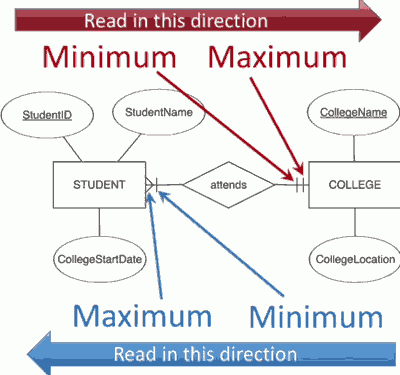 Read in this direction
Minimum Maximum
StudentID
StudentName
CollegeName
STUDENT
attends
COLLEGE
CollegeStartDate
CollegeLocation
Maximum Minimum
Read in this direction